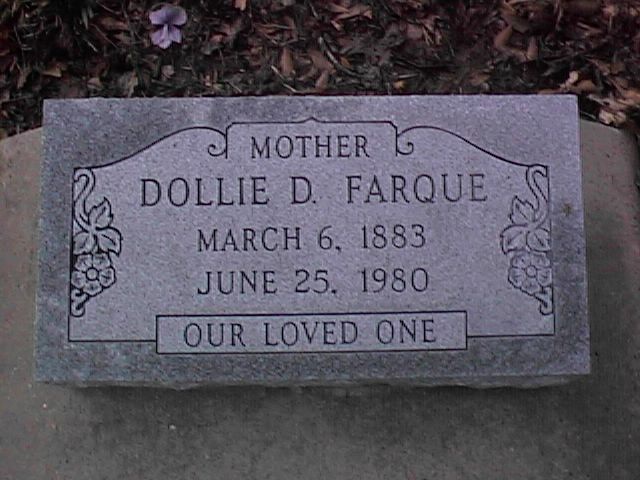 MOTHER
DOLLIE D. FARQUE
MARCH 6, 1883
JUNE 25, 1980
OUR LOVED ONE